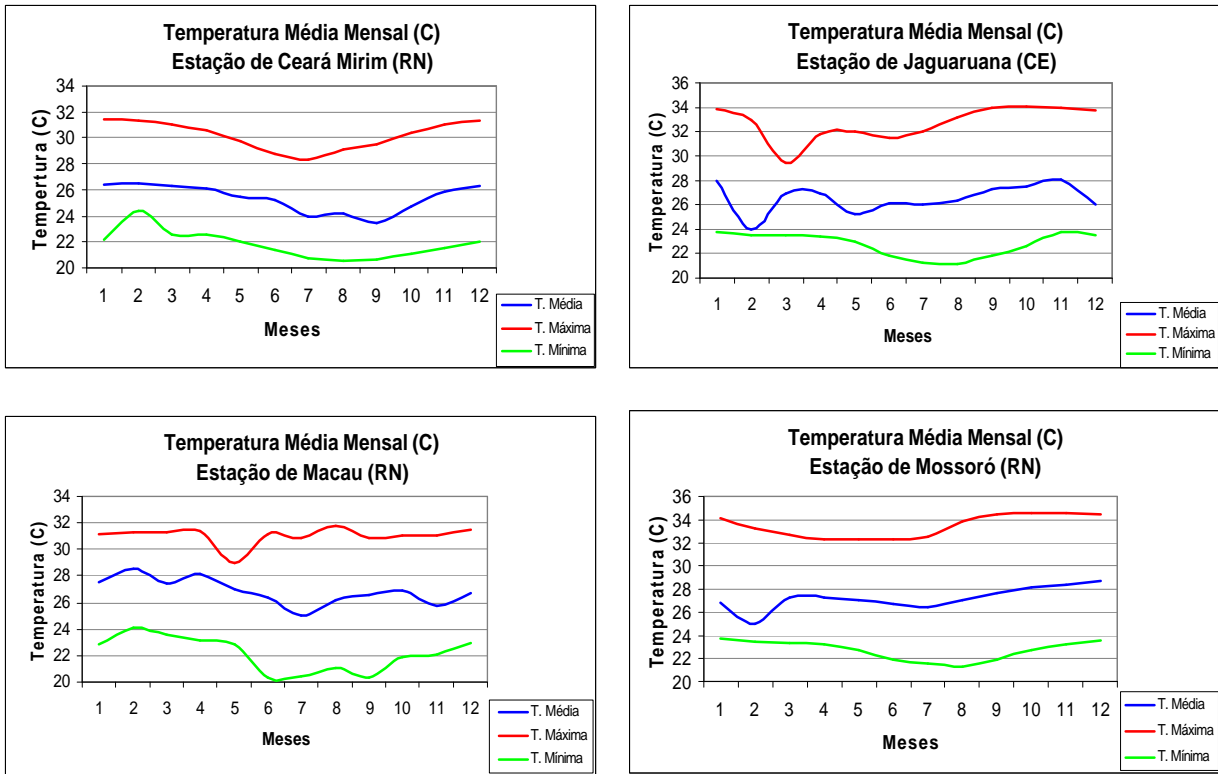 Temperatura Média Mensal (C)
Estação de Ceará Mirim (RN)
34
32
30
28
26
24
22
20
Tempertura (C)
1 2 3 4 5 6 7 8 9 10 11 12
Meses
T. Média
T. Máxima
T. Mínima
Temperatura Média Mensal (C)
Estação de Jaguaruana (CE)
36
34
32
30
28
26
24
22
20
Temperatura (C)
1 2 3 4 5 6 7 8 9 10 11 12
Meses
T. Média
T. Máxima
T. Mínima
Temperatura Média Mensal (C)
Estação de Macau (RN)
34
32
30
28
26
24
22
20
Temperatura (C)
1 2 3 4 5 6 7 8 9 10 11 12
Meses
T. Média
T. Máxima
T. Mínima
Temperatura Média Mensal (C)
Estação de Mossoró (RN)
36
34
32
30
28
26
24
22
20
Temperatura (C)
1 2 3 4 5 6 7 8 9 10 11 12
Meses
T. Média
T. Máxima
T. Mínima